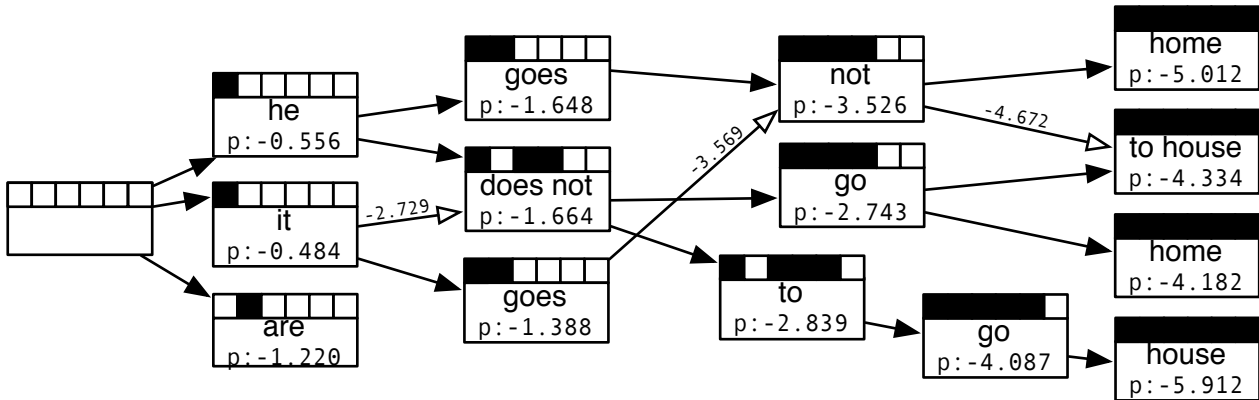 he
p:-0.556
it
p:-0.484
are
p:-1.220
-2.729
goes
p:-1.648
does not
p:-1.664
goes
p:-1.388
-3.569
not
p:-3.526
go
p:-2.743
to
p:-2.839
go
p:-4.087
-4.672
home
p:-5.012
to house
p:-4.334
home
p:-4.182
house
p:-5.912